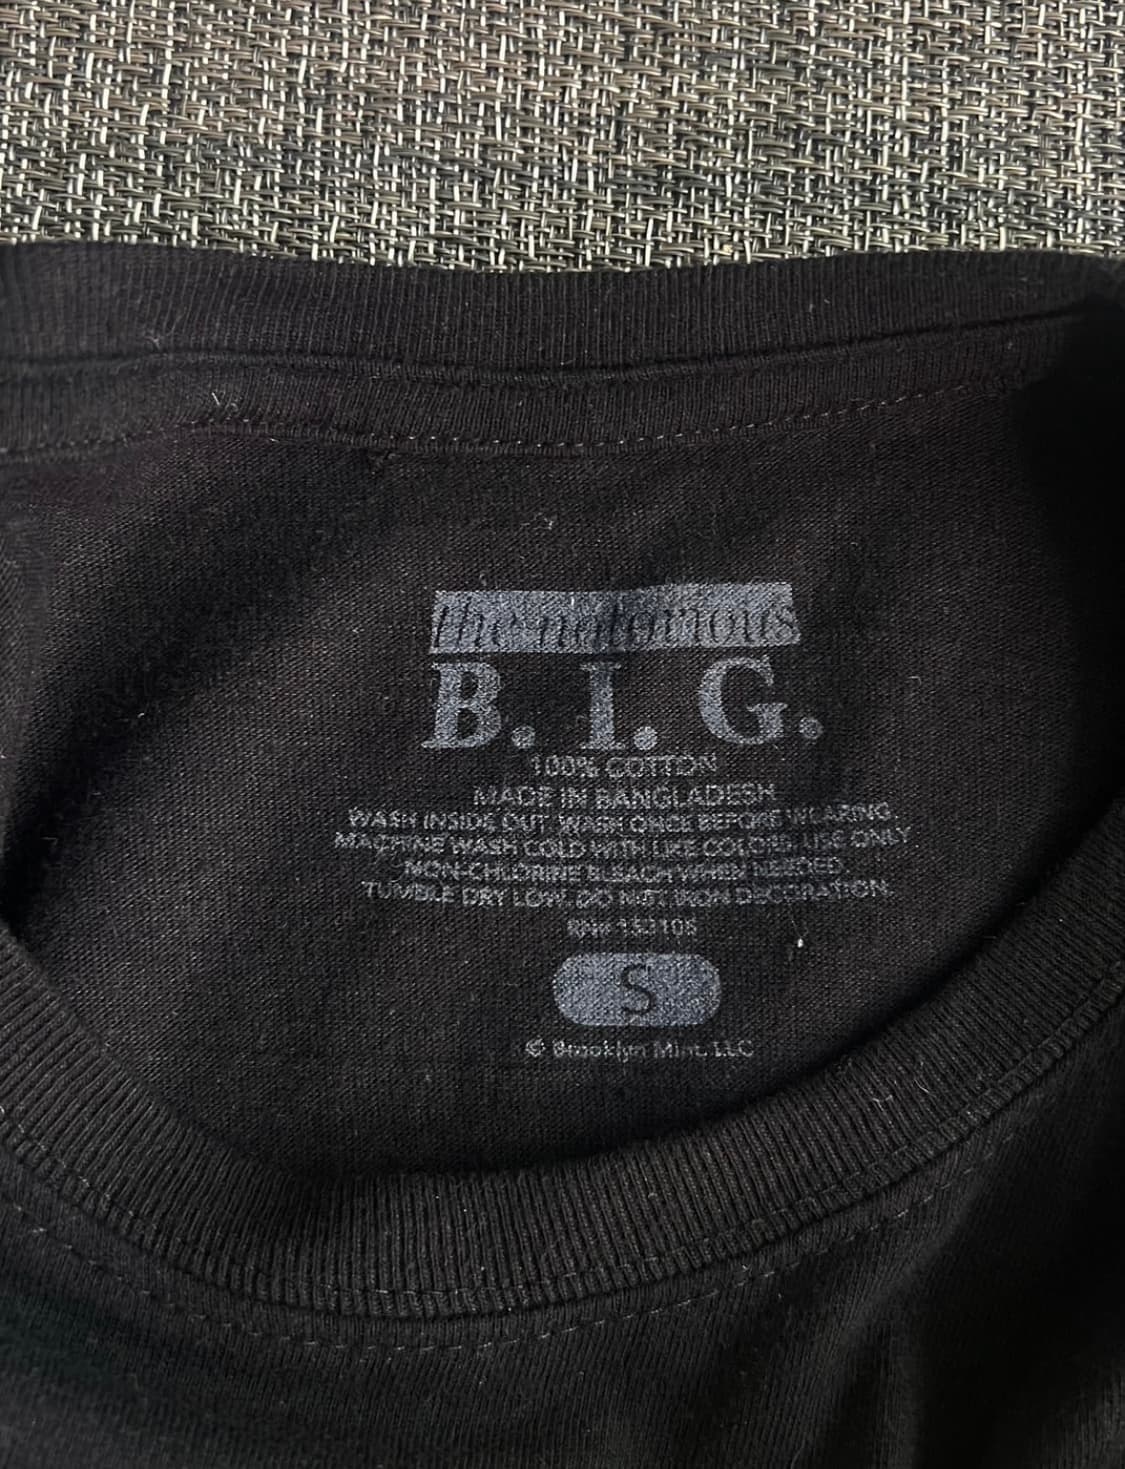 the notorious
B. I. G.
100% COTTON
MADE IN BANGLADESH
WASH INSIDE OUT. WASH ONCE BEFORE WEARING.
MACHINE WASH COLD WITH LIKE COLORS. USE ONLY
NON-CHLORINE BLEACH WHEN NEEDED.
TUMBLE DRY LOW. DO NOT IRON DECORATION.
RN#
S
© Brooklyn Mint, LLC